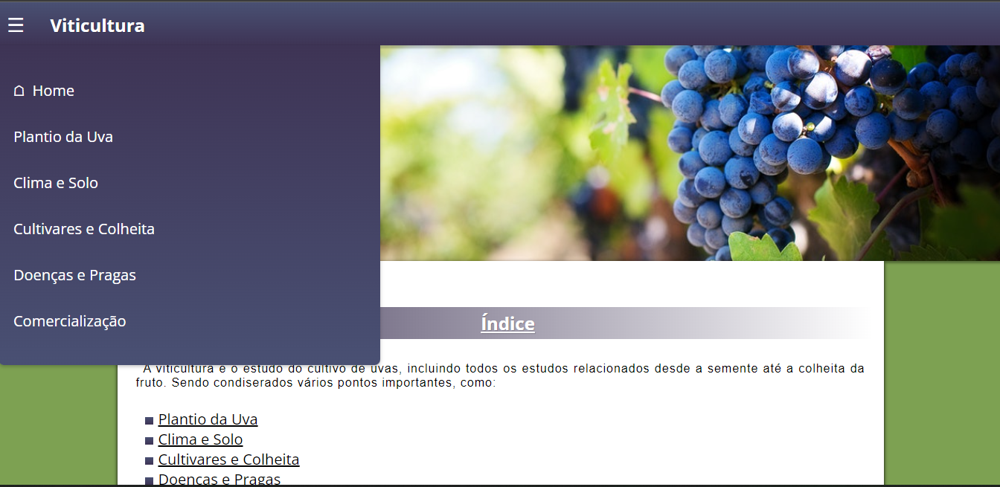 ☰ Viticultura
Home
Plantio da Uva
Clima e Solo
Cultivares e Colheita
Doenças e Pragas
Comercialização
Índice
A viticultura é o estudo do cultivo de uvas, incluindo todos os estudos relacionados desde a semente até a colheita da
fruto. Sendo condiserados vários pontos importantes, como:
Plantio da Uva
Clima e Solo
Cultivares e Colheita
Doenças e Pragas